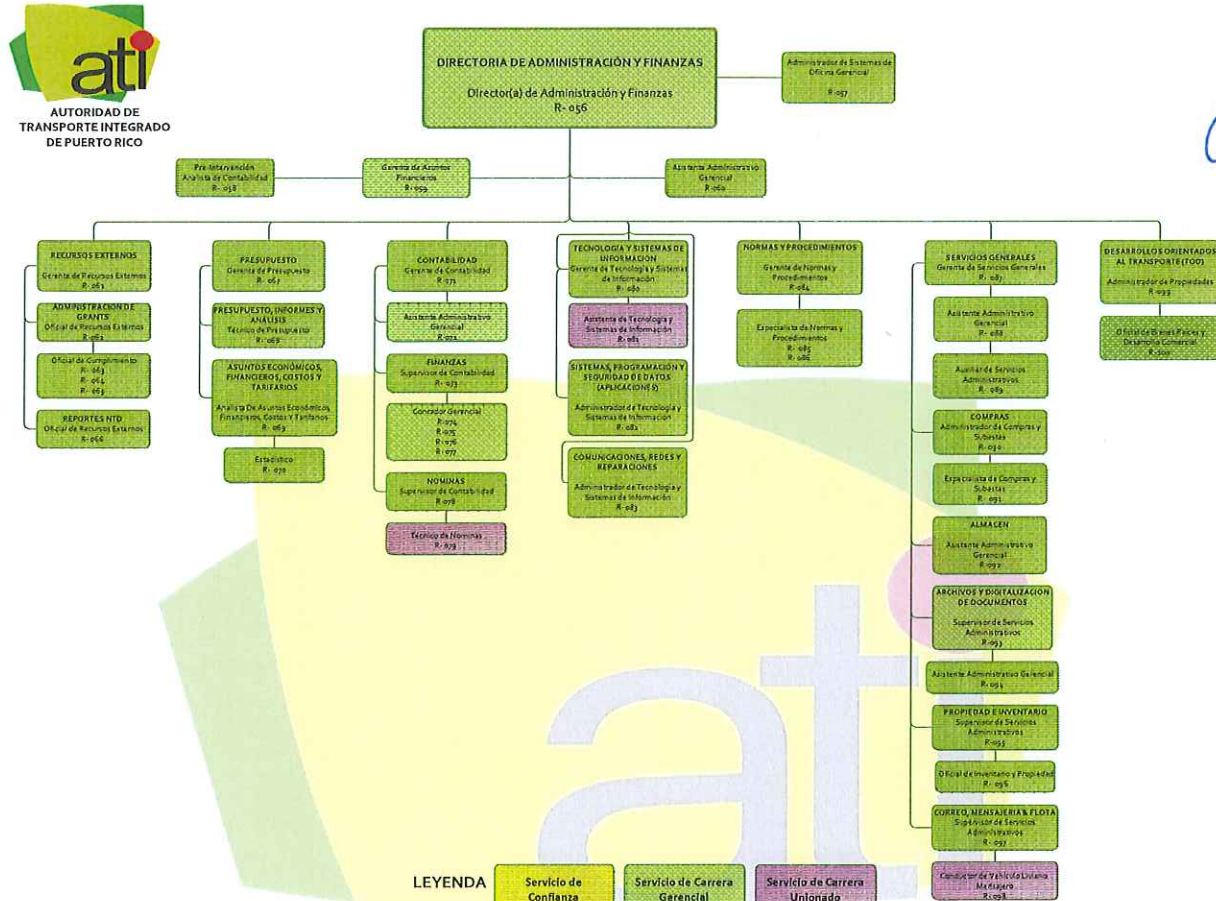 ati
AUTORIDAD DE
TRANSPORTE INTEGRADO
DE PUERTO RICO
DIRECTORIA DE ADMINISTRACIÓN Y FINANZAS
Director(a) de Administración y Finanzas
R- 056
Administrador de Sistemas de
Oficina Gerencial
R-057
Pre-Intervención
Analista de Contabilidad
R- 058
Gerente de Asuntos
Financieros
R- 059
Asistente Administrativo
Gerencial
R- 060
RECURSOS EXTERNOS
Gerente de Recursos Externos
R- 061
ADMINISTRACION DE
GRANTS
Oficial de Recursos Externos
R- 062
Oficial de Cumplimiento
R- 063
R- 064
R- 065
REPORTES NTD
Oficial de Recursos Externos
R- 066
PRESUPUESTO
Gerente de Presupuesto
R- 067
PRESUPUESTO, INFORMES Y
ANÁLISIS
Técnico de Presupuesto
R- 068
ASUNTOS ECONÓMICOS,
FINANCIEROS, COSTOS Y
TARIFARIOS
Analista De Asuntos Económicos,
Financieros, Costos Y Tarifarios
R- 069
Estadístico
R- 070
CONTABILIDAD
Gerente de Contabilidad
R- 071
Asistente Administrativo
Gerencial
R- 072
FINANZAS
Supervisor de Contabilidad
R- 073
Contador Gerencial
R- 074
R- 075
R- 076
R- 077
NOMINAS
Supervisor de Contabilidad
R 078
Técnico de Nominas
R- 079
TECNOLOGÍA Y SISTEMAS DE
INFORMACIÓN
Gerente de Tecnología y Sistemas
de Información
R- 080
Asistente de Tecnología y
Sistemas de Información
R- 081
SISTEMAS, PROGRAMACIÓN Y
SEGURIDAD DE DATOS
(APLICACIONES)
Administrador de Tecnología y
Sistemas de Información
R- 082
COMUNICACIONES, REDES Y
REPARACIONES
Administrador de Tecnología y
Sistemas de Información
R- 083
NORMAS Y PROCEDIMIENTOS
Gerente de Normas y
Procedimientos
R- 084
Especialista de Normas y
Procedimientos
R- 085
R- 086
SERVICIOS GENERALES
Gerente de Servicios Generales
R- 087
Asistente Administrativo
Gerencial
R- 088
Auxiliar de Servicios
Administrativos
R- 089
COMPRAS
Administrador de Compras y
Subastas
R- 090
Especialista de Compras y
Subastas
R- 091
ALMACEN
Asistente Administrativo
Gerencial
R- 092
ARCHIVOS Y DIGITALIZACION
DE DOCUMENTOS
Supervisor de Servicios
Administrativos
R- 093
Asistente Administrativo Gerencial
R- 094
PROPIEDAD E INVENTARIO
Supervisor de Servicios
Administrativos
R- 095
Oficial de Inventario y Propiedad
R- 096
CORREO, MENSAJERIA & FLOTA
Supervisor de Servicios
Administrativos
R- 097
Conductor de Vehículo Liviano
Mensajero
R- 098
DESARROLLOS ORIENTADOS
AL TRANSPORTE (TOD)
Administrador de Propiedades
R- 099
Oficial de Bienes Raíces y
Desarrollo Comercial
R- 100
ati
LEYENDA
Servicio de
Confianza
Servicio de Carrera
Gerencial
Servicio de Carrera
Unionado